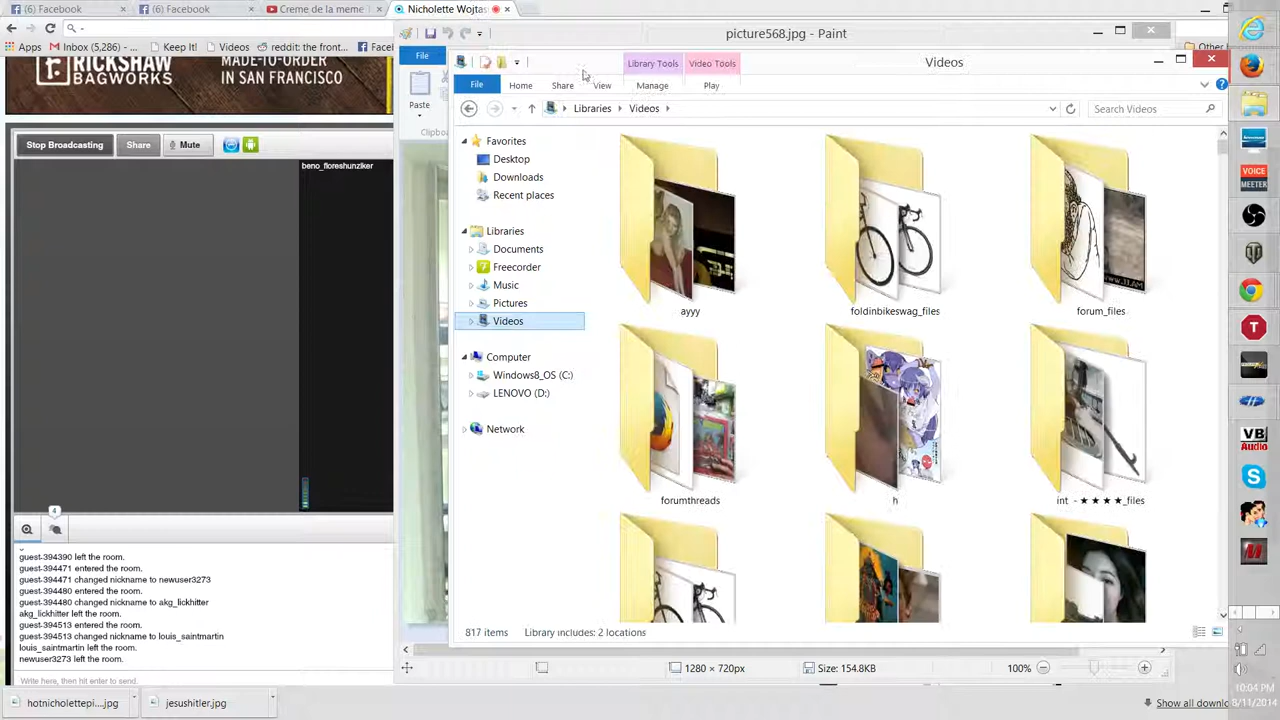 () Facebook
() Facebook
Creme de la meme
Nicholette Wojtas
Apps
Inbox (5,286) -
Keep It!
Videos
reddit: the front
Faceb
Other bo
RICKSHAW
BAGWORKS
MADE-TO-ORDER
IN SAN FRANCISCO
Stop Broadcasting
Share
Mute
beno_floreshunziker
4
guest-394390 left the room.
guest-394471 entered the room.
guest-394471 changed nickname to newuser3273
guest-394480 entered the room.
guest-394480 changed nickname to akg_lickhitter
akg_lickhitter left the room.
guest-394513 entered the room.
guest-394513 changed nickname to louis_saintmartin
louis_saintmartin left the room.
newuser3273 left the room.
Write here, then hit enter to send.
hotnicholettepi....jpg
jesushitler.jpg
Show all downlo
picture568.jpg - Paint
File
Paste
Clipboa
Library Tools
Video Tools
Videos
File
Home
Share
View
Manage
Play
Libraries
Videos
Search Videos
Favorites
Desktop
Downloads
Recent places
Libraries
Documents
Freecorder
Music
Pictures
Videos
Computer
Windows8_OS (C:)
LENOVO (D:)
Network
ayyy
foldinbikeswag_files
forum_files
forumthreads
h
int - ★ ★ ★ ★_files
817 items
Library includes: 2 locations
1280 × 720px
Size: 154.8KB
100%
VOICE
MEETER
VB
Audio
10:04 PM
8/11/2014